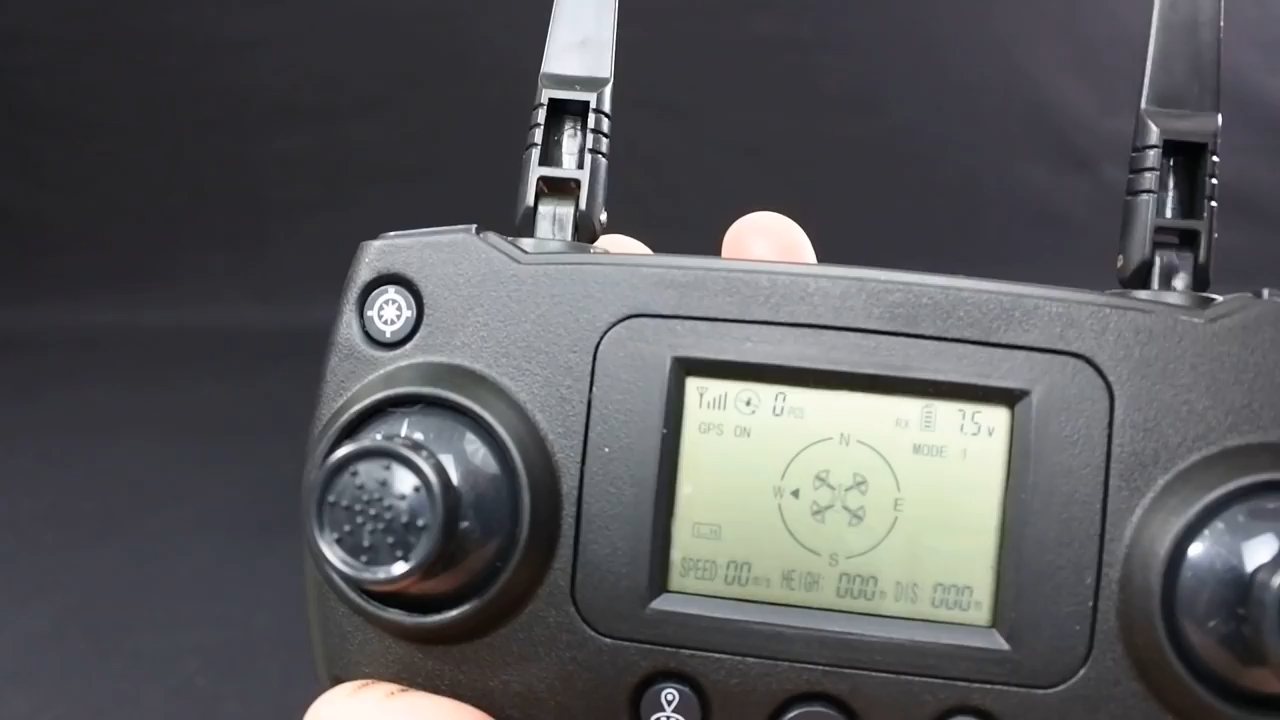 0 PCS
RX 7.5 V
GPS ON
MODE 1
N
W
E
S
SPEED 00 m/s HEIGH: 000 m DIS 000 m